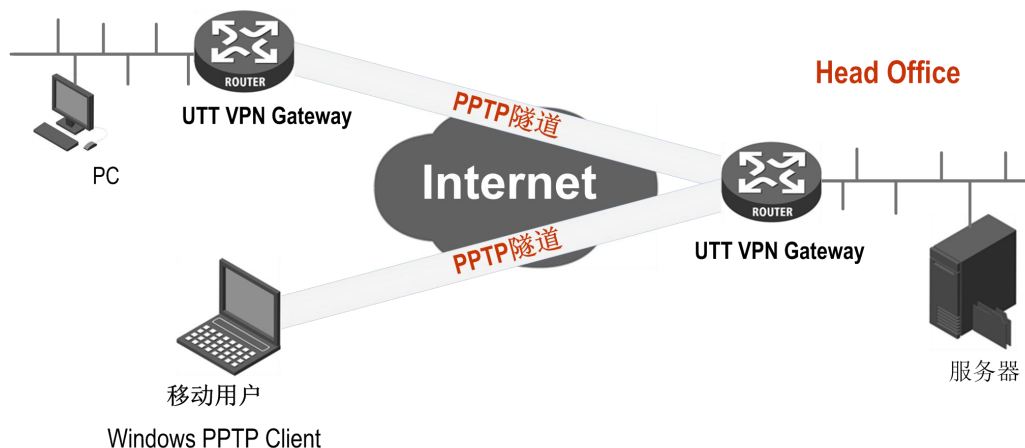 ROUTER
UTT VPN Gateway
PC
Head Office
PPTP隧道
Internet
PPTP隧道
ROUTER
UTT VPN Gateway
服务器
移动用户
Windows PPTP Client